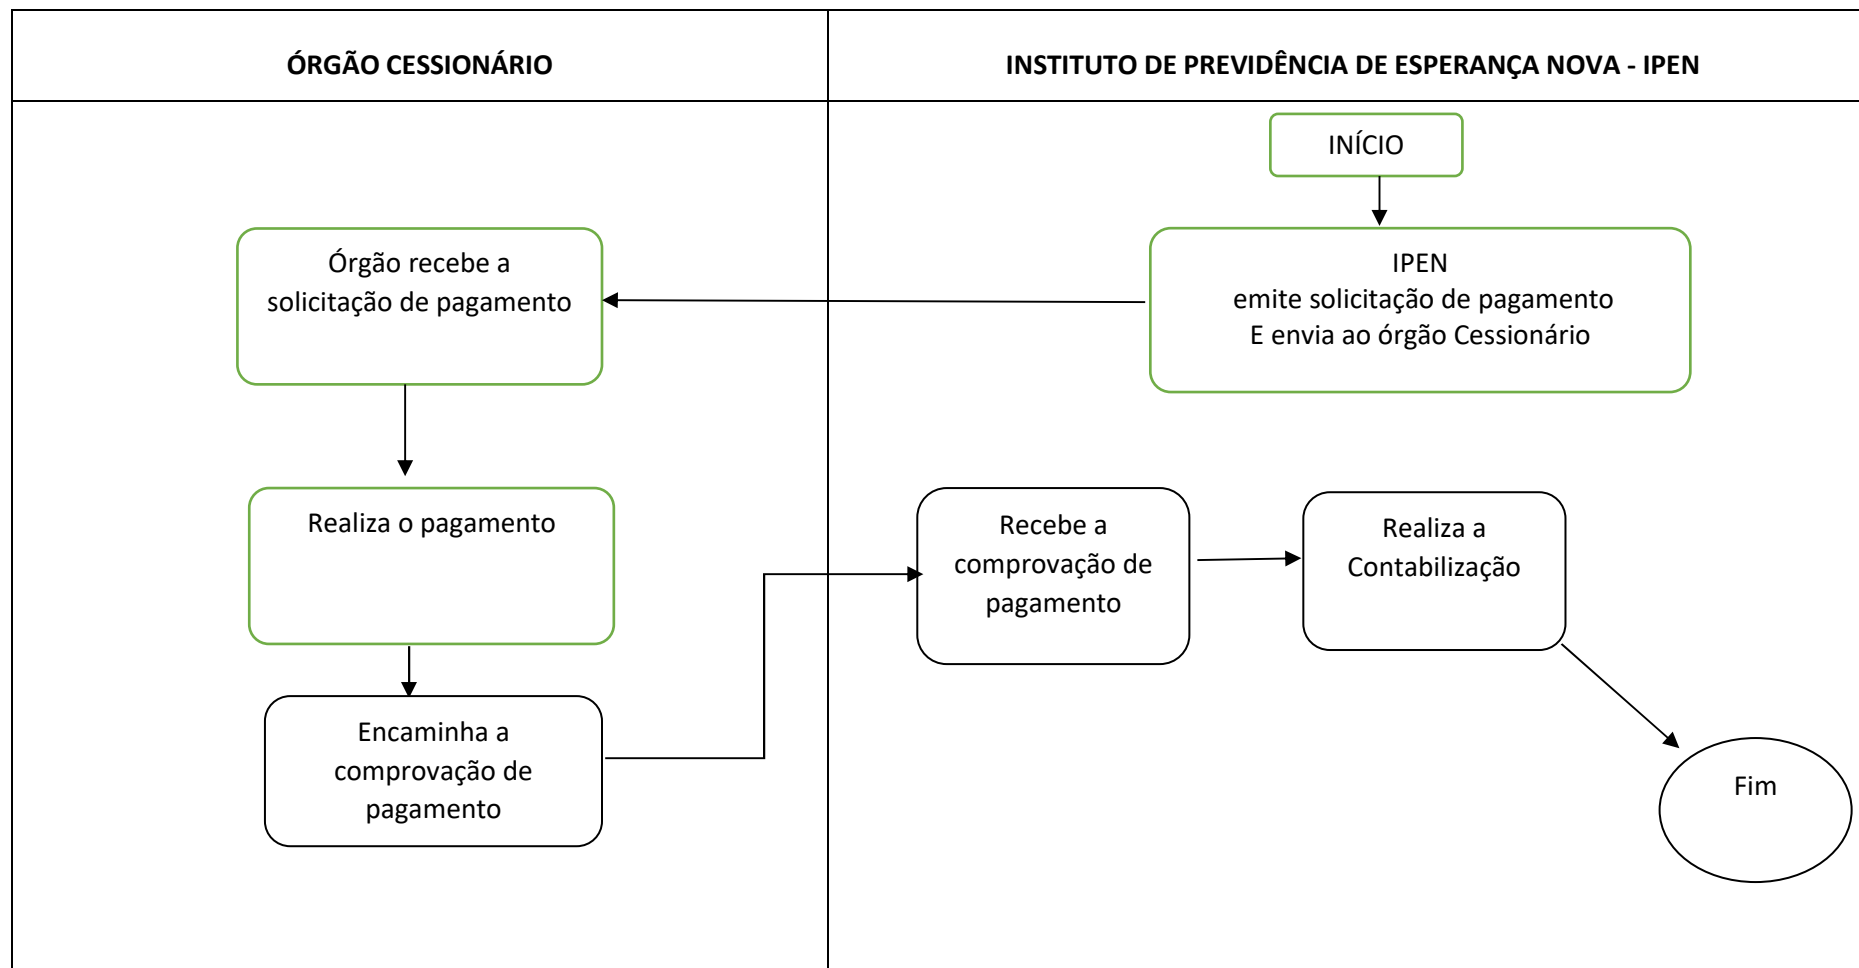 ÓRGÃO CESSIONÁRIO
INSTITUTO DE PREVIDÊNCIA DE ESPERANÇA NOVA - IPEN
INÍCIO
IPEN
emite solicitação de pagamento
E envia ao órgão Cessionário
Órgão recebe a
solicitação de pagamento
Realiza o pagamento
Encaminha a
comprovação de
pagamento
Recebe a
comprovação de
pagamento
Realiza a
Contabilização
Fim